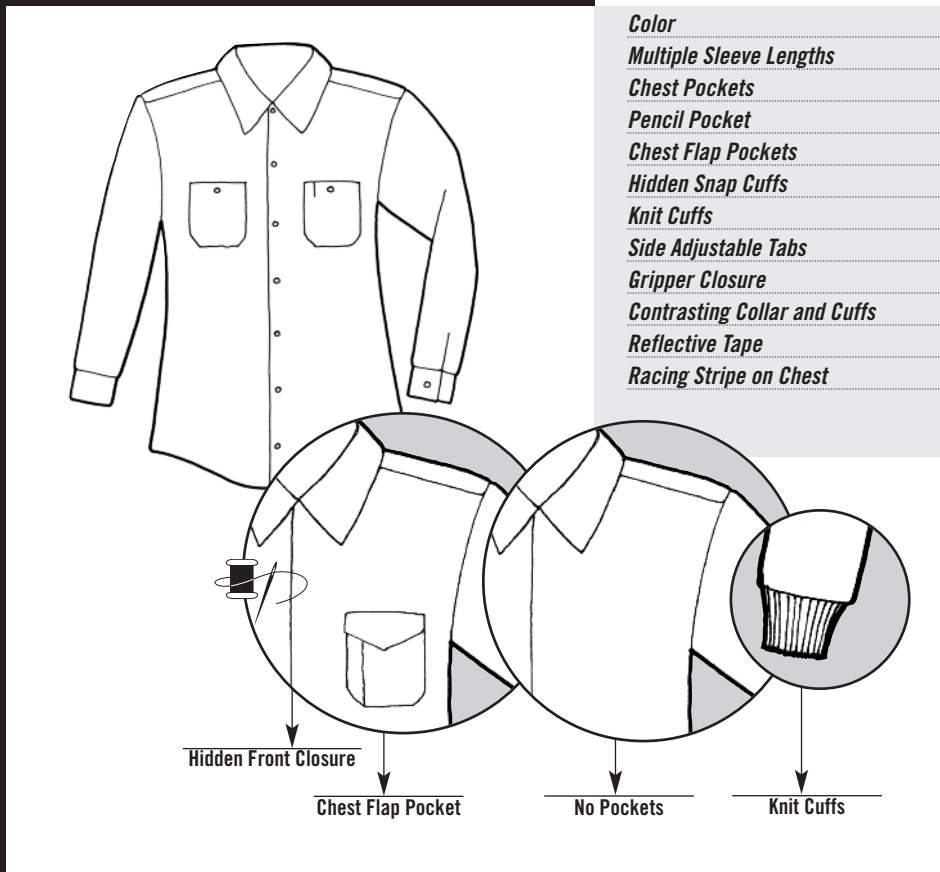 Color
Multiple Sleeve Lengths
Chest Pockets
Pencil Pocket
Chest Flap Pockets
Hidden Snap Cuffs
Knit Cuffs
Side Adjustable Tabs
Gripper Closure
Contrasting Collar and Cuffs
Reflective Tape
Racing Stripe on Chest
Hidden Front Closure
Chest Flap Pocket
No Pockets
Knit Cuffs